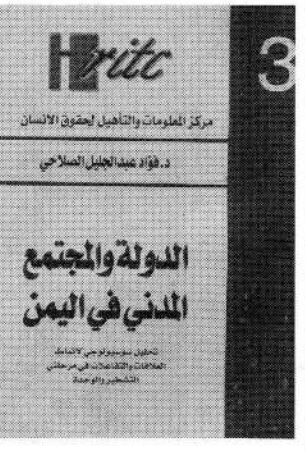 Hritc
3
مركز المعلومات والتأهيل لحقوق الانسان
د. فؤاد عبدالجليل الصلاحي
الدولة والمجتمع
المدني في اليمن
تحليل سوسيولوجي لانماط
العلاقات والتفاعلات في مرحلتي
التشطير والوحدة